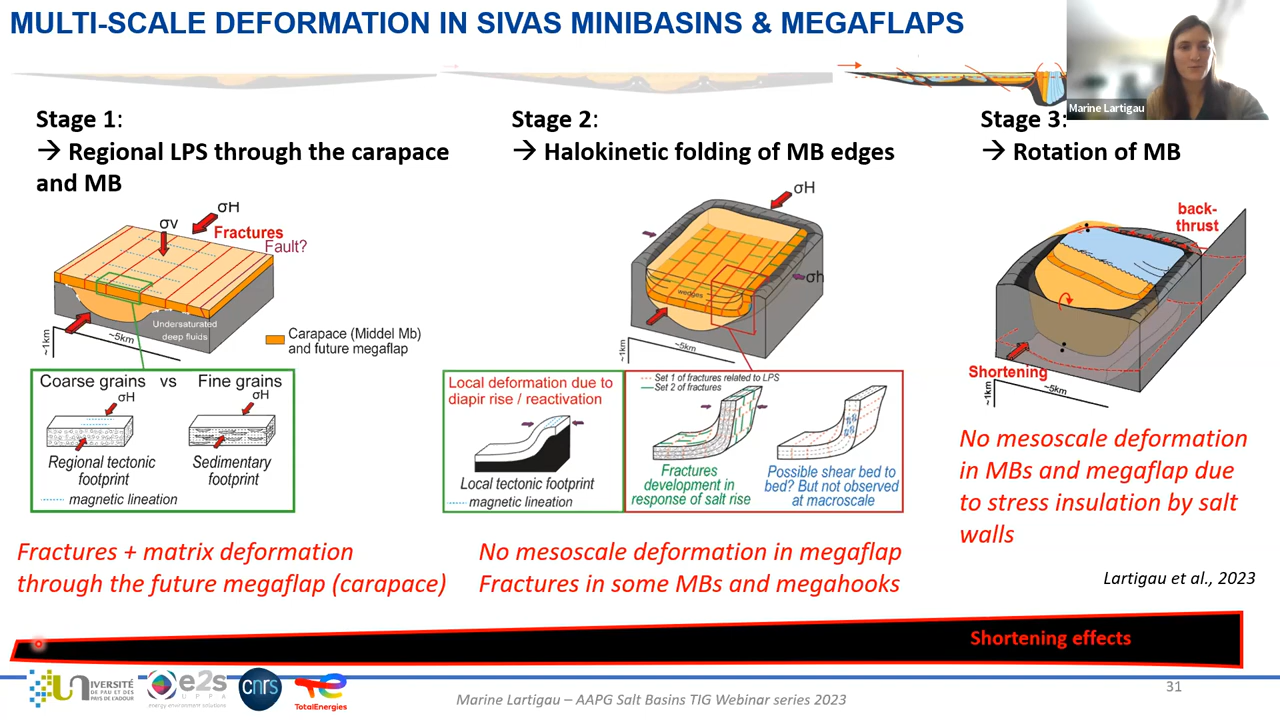 MULTI-SCALE DEFORMATION IN SIVAS MINIBASINS & MEGAFLAPS
Marine Lartigau
Stage 1:
→ Regional LPS through the carapace
and MB
σH
σv
Fractures
Fault?
Undersaturated
deep fluids
~1km
~5km
Carapace (Middel Mb)
and future megaflap
Coarse grains vs Fine grains
σH
σH
Regional tectonic
footprint
Sedimentary
footprint
magnetic lineation
Fractures + matrix deformation
through the future megaflap (carapace)
Stage 2:
→ Halokinetic folding of MB edges
σH
σh
wedges
~1km
~5km
Local deformation due to
diapir rise / reactivation
Local tectonic footprint
magnetic lineation
Set 1 of fractures related to LPS
Set 2 of fractures
Fractures
development in
response of salt rise
Possible shear bed to
bed? But not observed
at macroscale
No mesoscale deformation in megaflap
Fractures in some MBs and megahooks
Stage 3:
→ Rotation of MB
back-
thrust
Shortening
~1km
~5km
No mesoscale deformation
in MBs and megaflap due
to stress insulation by salt
walls
Lartigau et al., 2023
Shortening effects
UNIVERSITÉ
DE PAU ET DES
PAYS DE L'ADOUR
e2s
UPPA
energy environment solutions
cnrs
TotalEnergies
Marine Lartigau – AAPG Salt Basins TIG Webinar series 2023
31